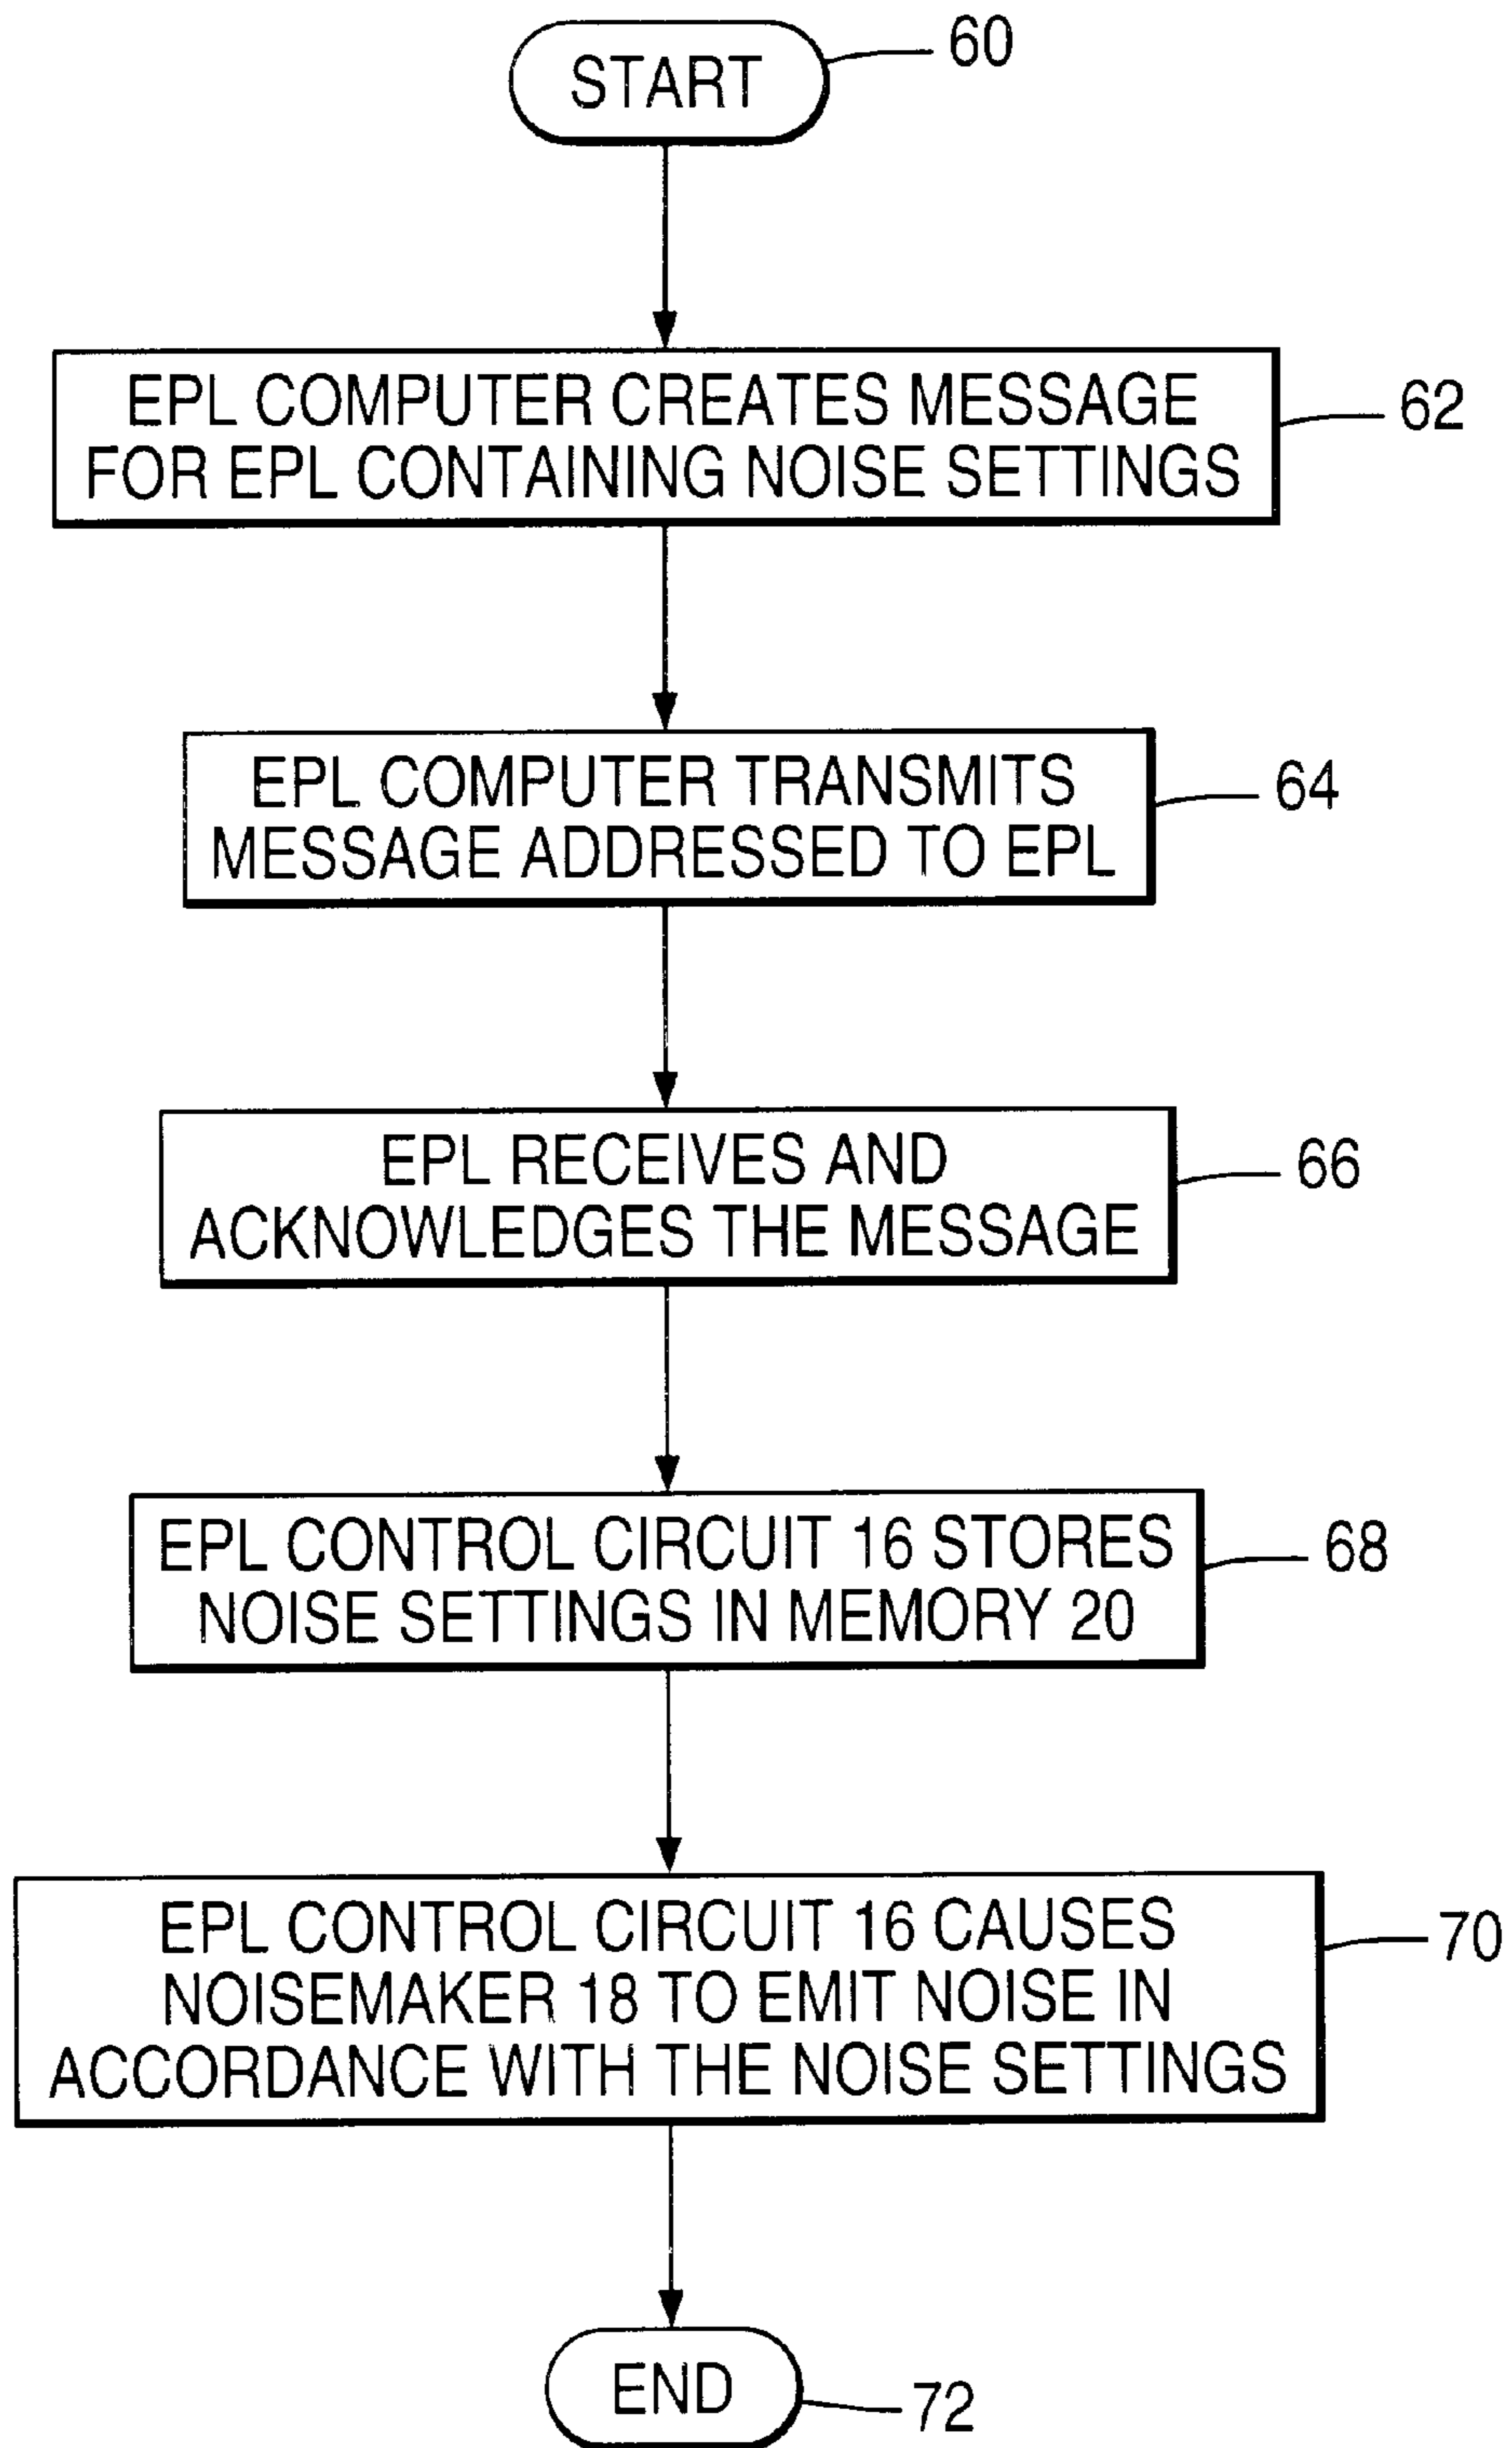 START
60
EPL COMPUTER CREATES MESSAGE
FOR EPL CONTAINING NOISE SETTINGS
62
EPL COMPUTER TRANSMITS
MESSAGE ADDRESSED TO EPL
64
EPL RECEIVES AND
ACKNOWLEDGES THE MESSAGE
66
EPL CONTROL CIRCUIT 16 STORES
NOISE SETTINGS IN MEMORY 20
68
EPL CONTROL CIRCUIT 16 CAUSES
NOISEMAKER 18 TO EMIT NOISE IN
ACCORDANCE WITH THE NOISE SETTINGS
70
END
72